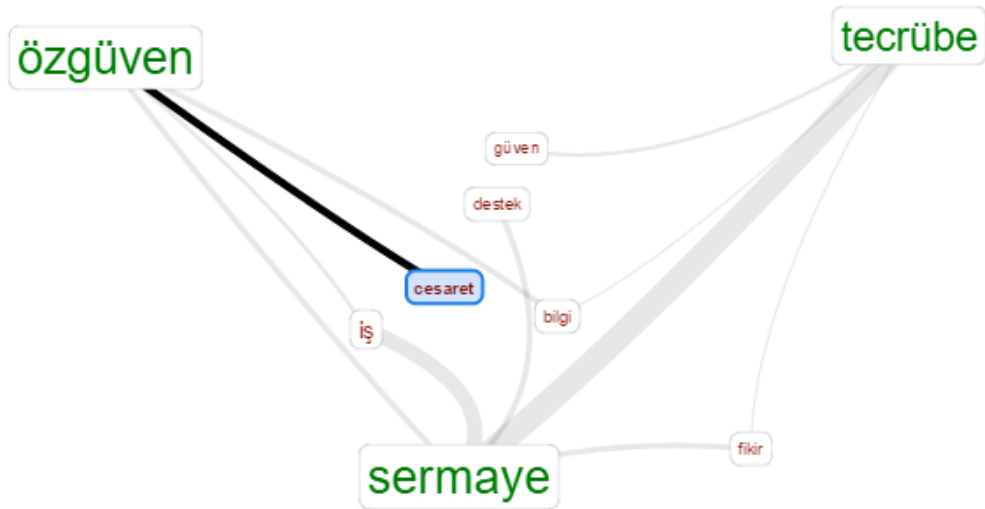 özgüven
tecrübe
güven
destek
cesaret
bilgi
iş
fikir
sermaye